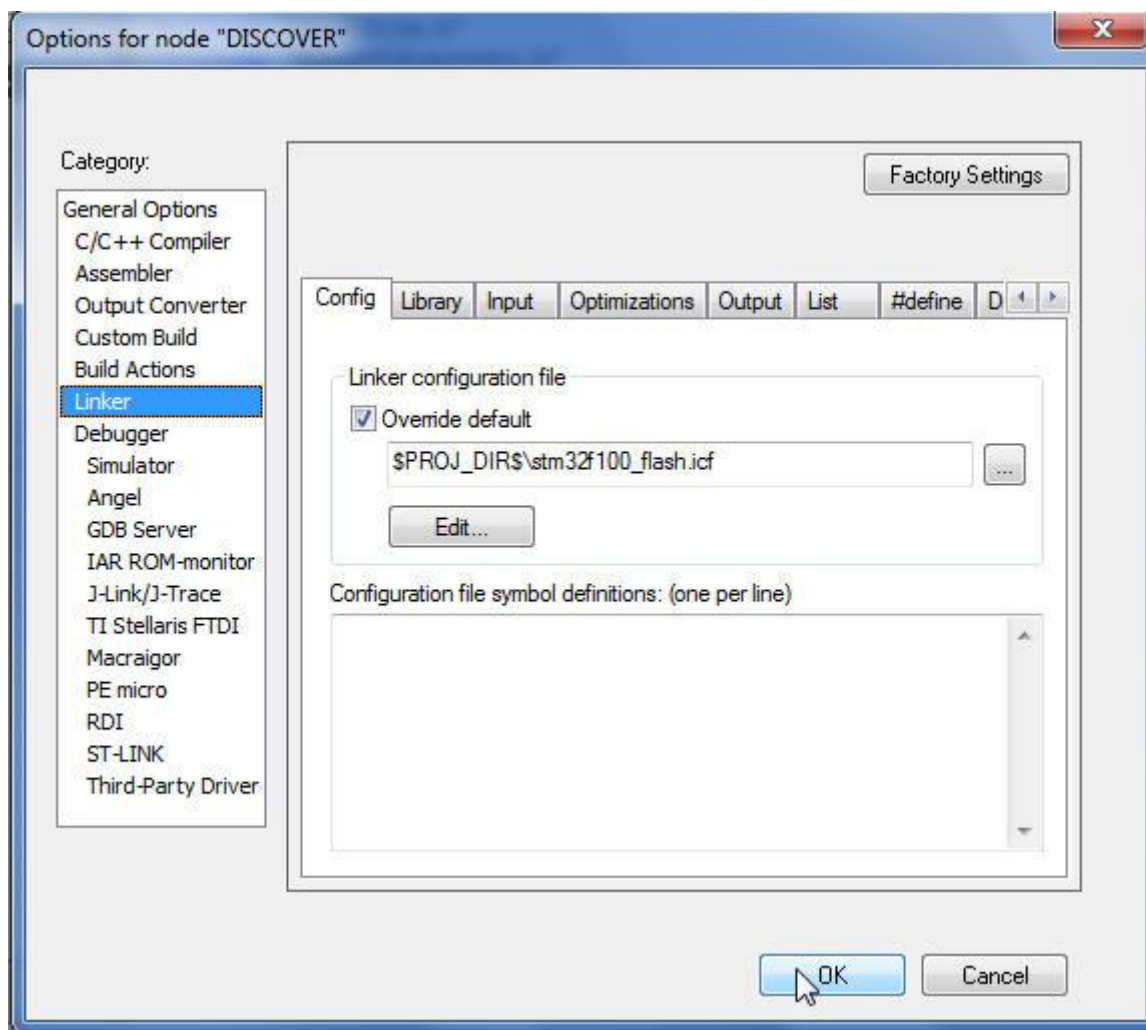 Options for node "DISCOVER"
Category:
General Options
C/C++ Compiler
Assembler
Output Converter
Custom Build
Build Actions
Linker
Debugger
Simulator
Angel
GDB Server
IAR ROM-monitor
J-Link/J-Trace
TI Stellaris FTDI
Macraigor
PE micro
RDI
ST-LINK
Third-Party Driver
Factory Settings
Config Library Input Optimizations Output List #define D
Linker configuration file
Override default
$PROJ_DIR$\stm32f100_flash.icf
...
Edit...
Configuration file symbol definitions: (one per line)
OK Cancel